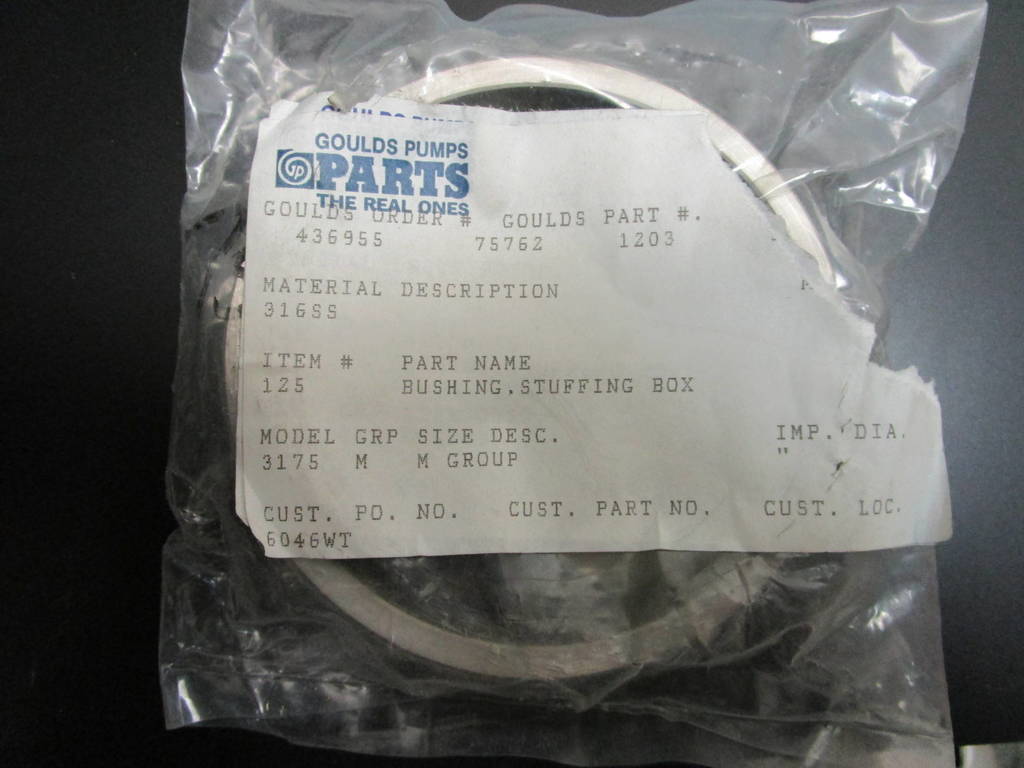 GOULDS PUMPS
GP PARTS
THE REAL ONES
GOULDS ORDER # GOULDS PART #.
436955 75762 1203
MATERIAL DESCRIPTION
316SS
ITEM # PART NAME
125 BUSHING,STUFFING BOX
MODEL GRP SIZE DESC. IMP. DIA.
3175 M M GROUP "
CUST. PO. NO. CUST. PART NO. CUST. LOC.
6046WT